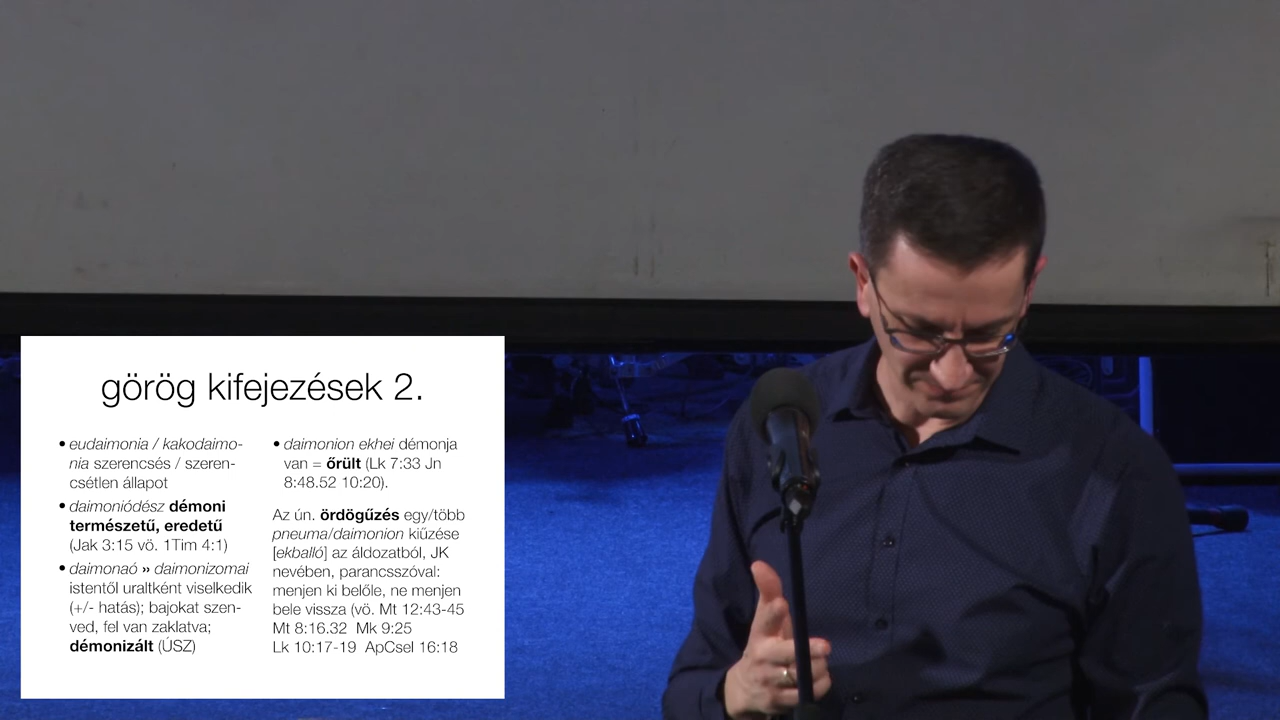 görög kifejezések 2.
• eudaimonia / kakodaimo-
nia szerencsés / szeren-
csétlen állapot
• daimoniódész démoni
természetű, eredetű
(Jak 3:15 vö. 1Tim 4:1)
• daimonaó » daimonizomai
istentől uraltként viselkedik
(+/- hatás); bajokat szen-
ved, fel van zaklatva;
démonizált (ÚSZ)
• daimonion ekhei démonja
van = őrült (Lk 7:33 Jn
8:48.52 10:20).
Az ún. ördögűzés egy/több
pneuma/daimonion kiűzése
[ekballó] az áldozatból, JK
nevében, parancsszóval:
menjen ki belőle, ne menjen
bele vissza (vö. Mt 12:43-45
Mt 8:16.32 Mk 9:25
Lk 10:17-19 ApCsel 16:18